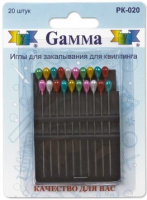 20 штук
PK-020
Gamma
Иглы для закалывания для квиллинга
КАЧЕСТВО ДЛЯ ВАС